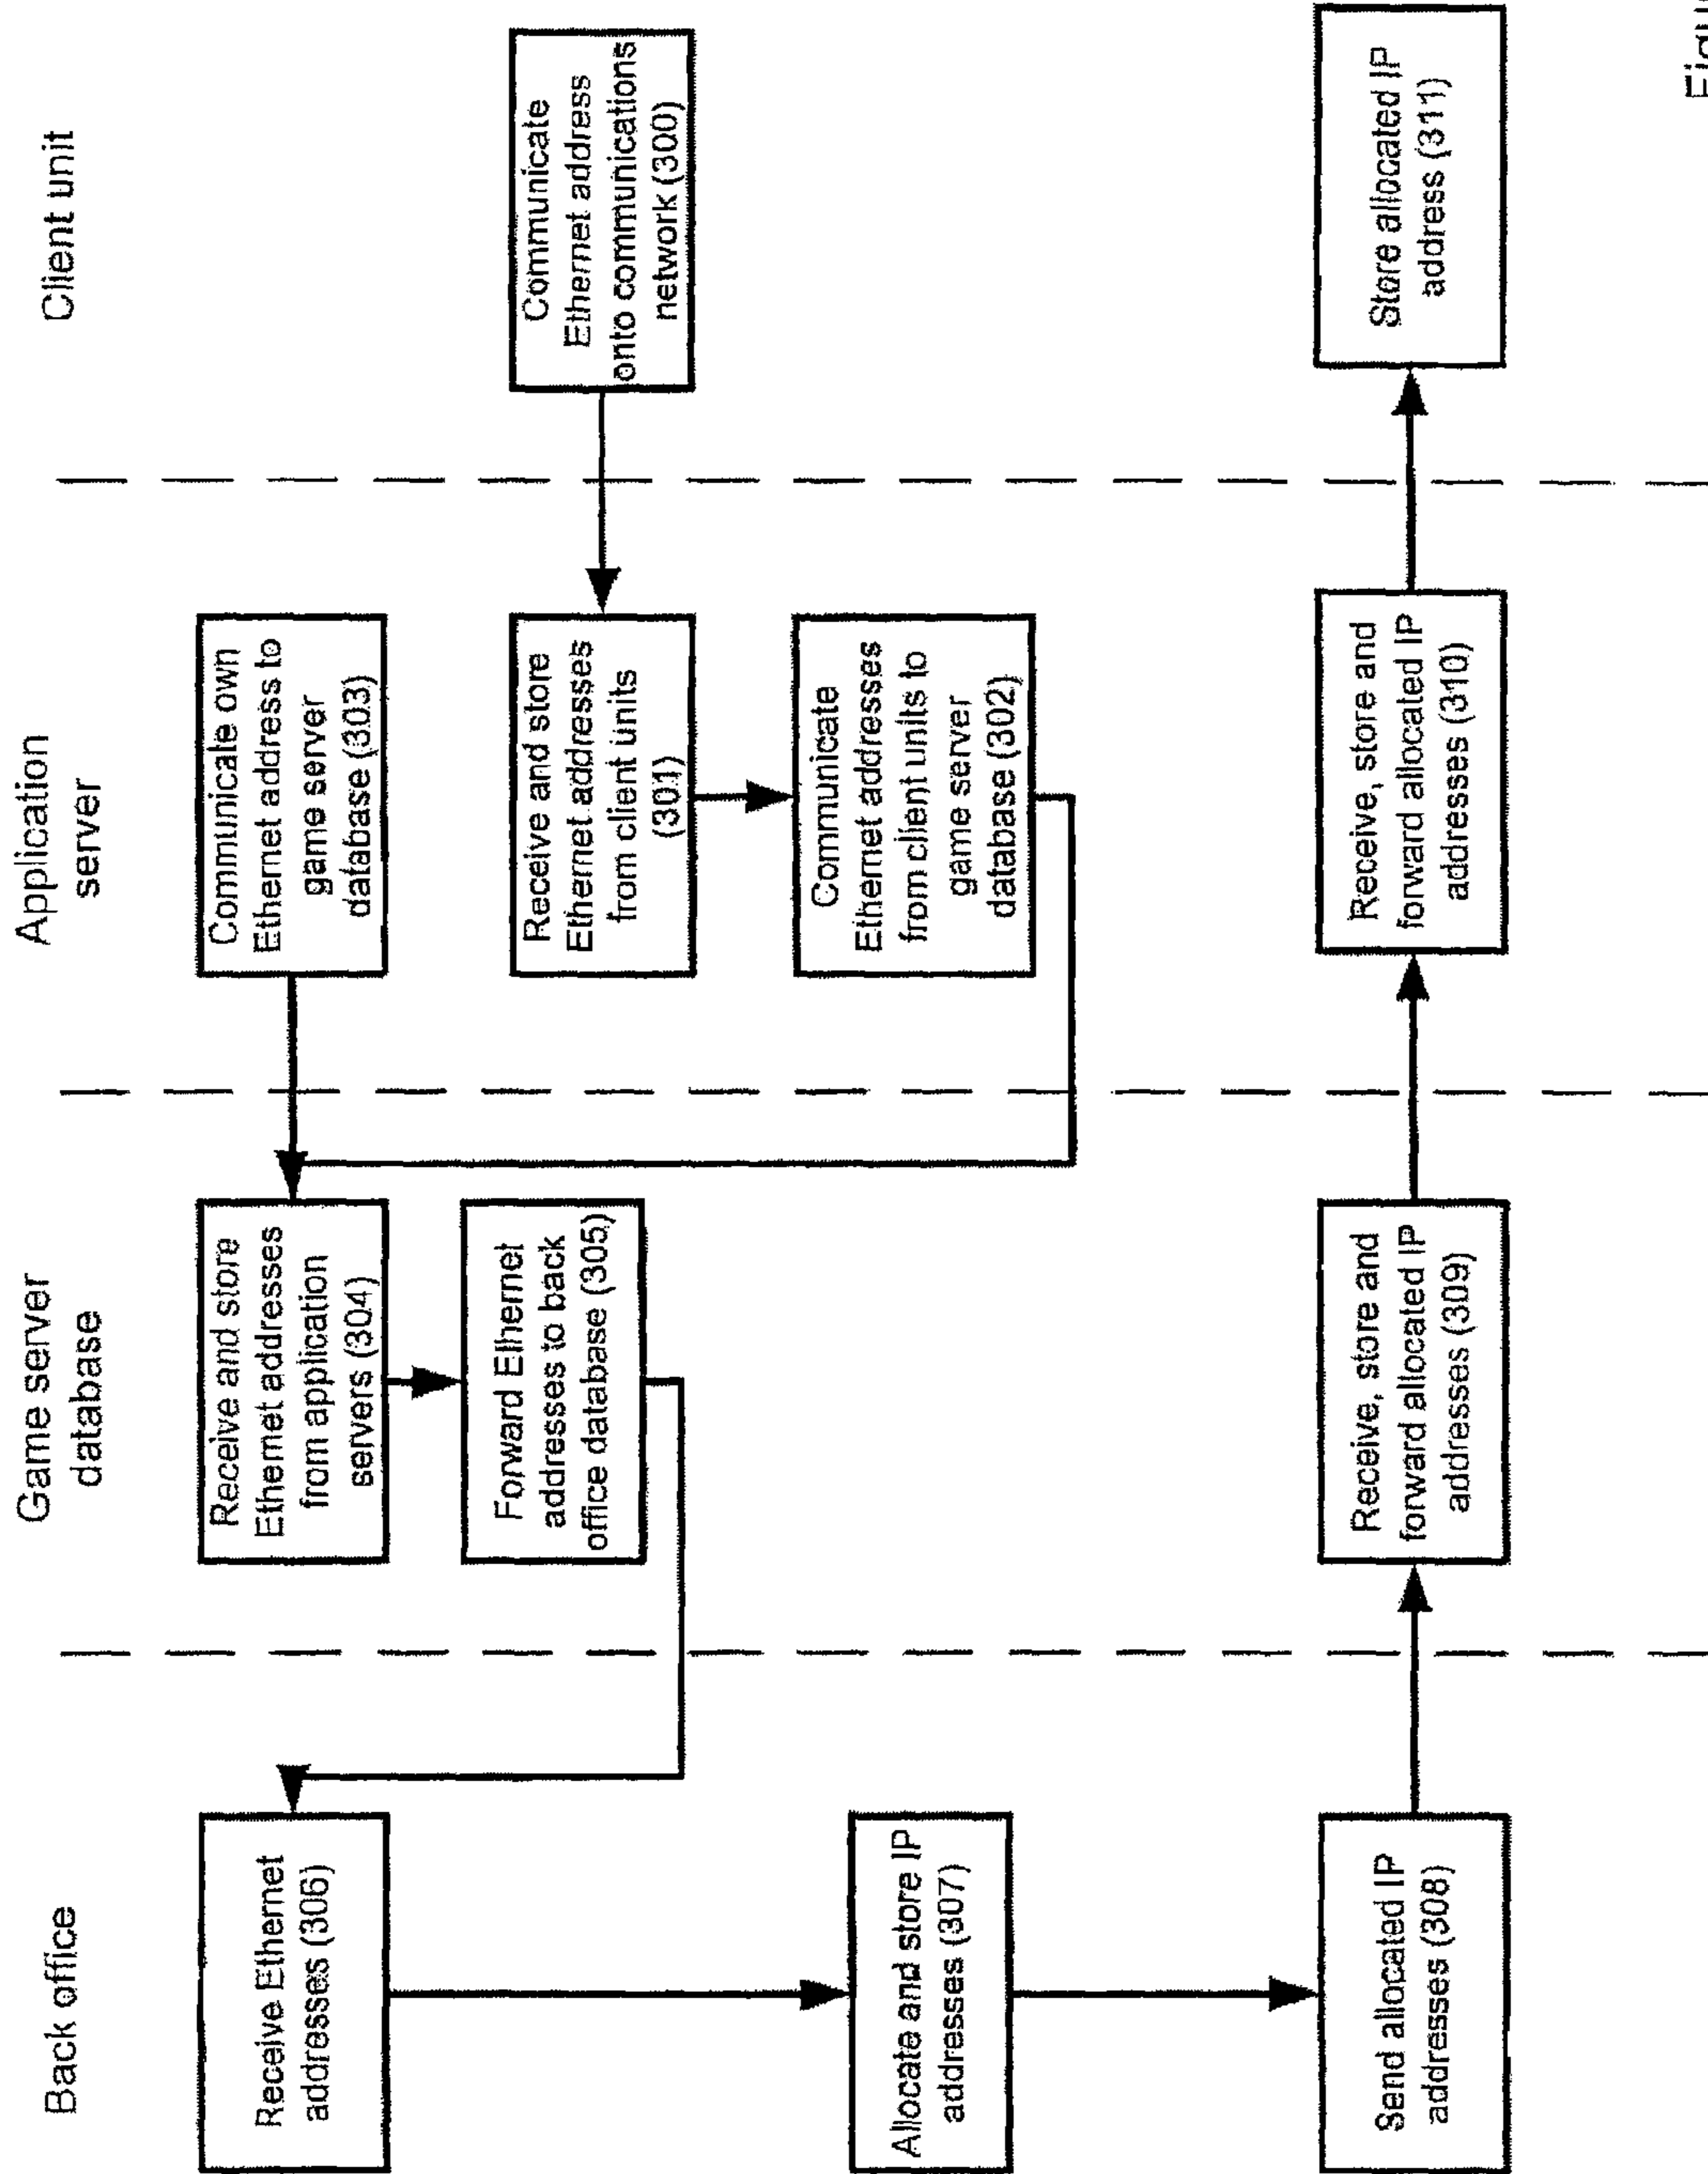 Back office
Game server
database
Application
server
Client unit
Receive Ethernet
addresses (306)
Receive and store
Ethernet addresses
from application
servers (304)
Communicate own
Ethernet address to
game server
database (303)
Forward Ethernet
addresses to back
office database (305)
Receive and store
Ethernet addresses
from client units
(301)
Communicate
Ethernet address
onto communications
network (300)
Allocate and store IP
addresses (307)
Communicate
Ethernet addresses
from client units to
game server
database (302)
Send allocated IP
addresses (308)
Receive, store and
forward allocated IP
addresses (309)
Receive, store and
forward allocated IP
addresses (310)
Store allocated IP
address (311)